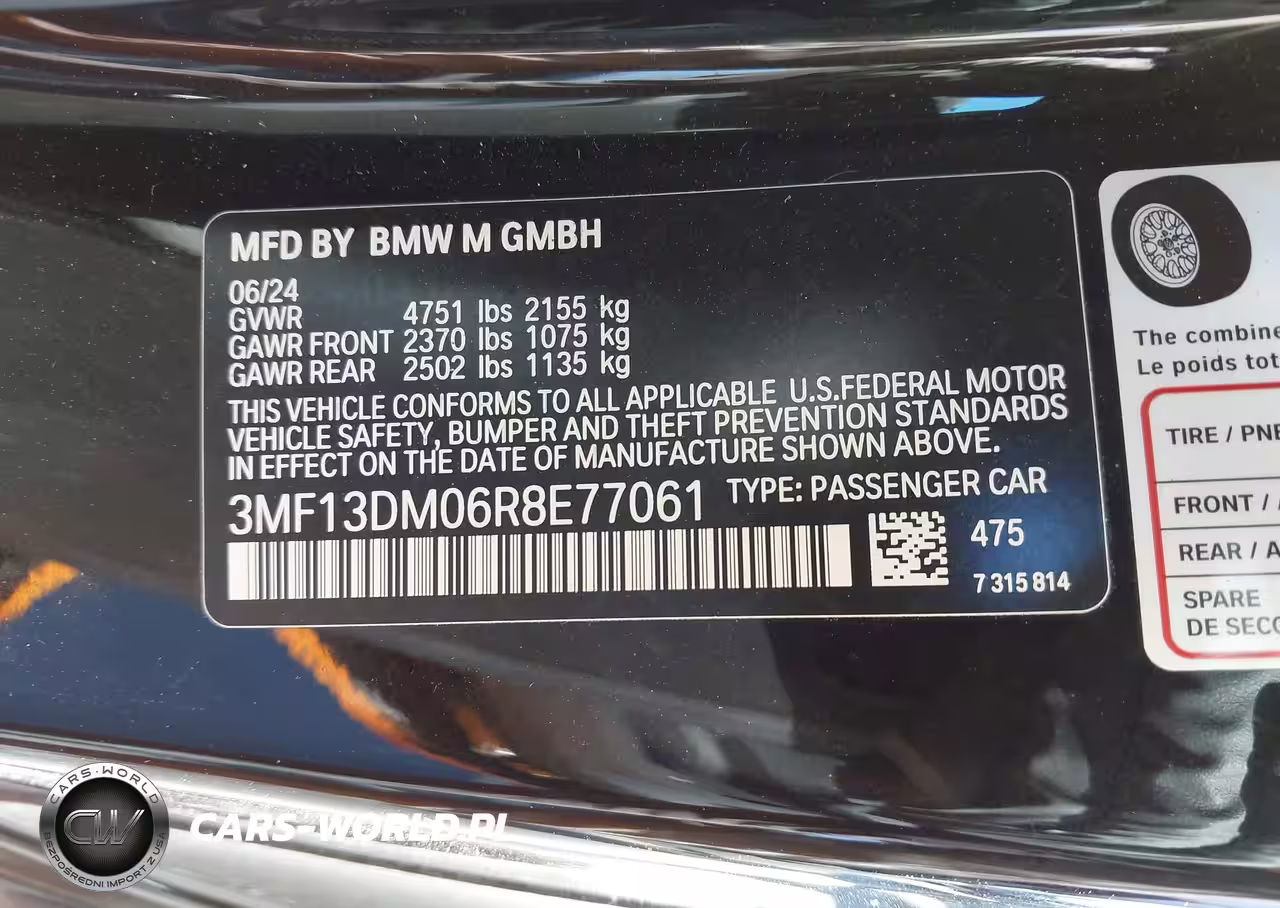 MFD BY BMW M GMBH
06/24
GVWR 4751 lbs 2155 kg
GAWR FRONT 2370 lbs 1075 kg
GAWR REAR 2502 lbs 1135 kg
THIS VEHICLE CONFORMS TO ALL APPLICABLE U.S.FEDERAL MOTOR
VEHICLE SAFETY, BUMPER AND THEFT PREVENTION STANDARDS
IN EFFECT ON THE DATE OF MANUFACTURE SHOWN ABOVE.
3MF13DM06R8E77061 TYPE: PASSENGER CAR
475
7 315 814
The combine
Le poids tot
TIRE / PNE
FRONT /
REAR / A
SPARE
DE SECO
CARS-WORLD
CW
BEZPOŚREDNI IMPORT Z USA
CARS-WORLD.PL